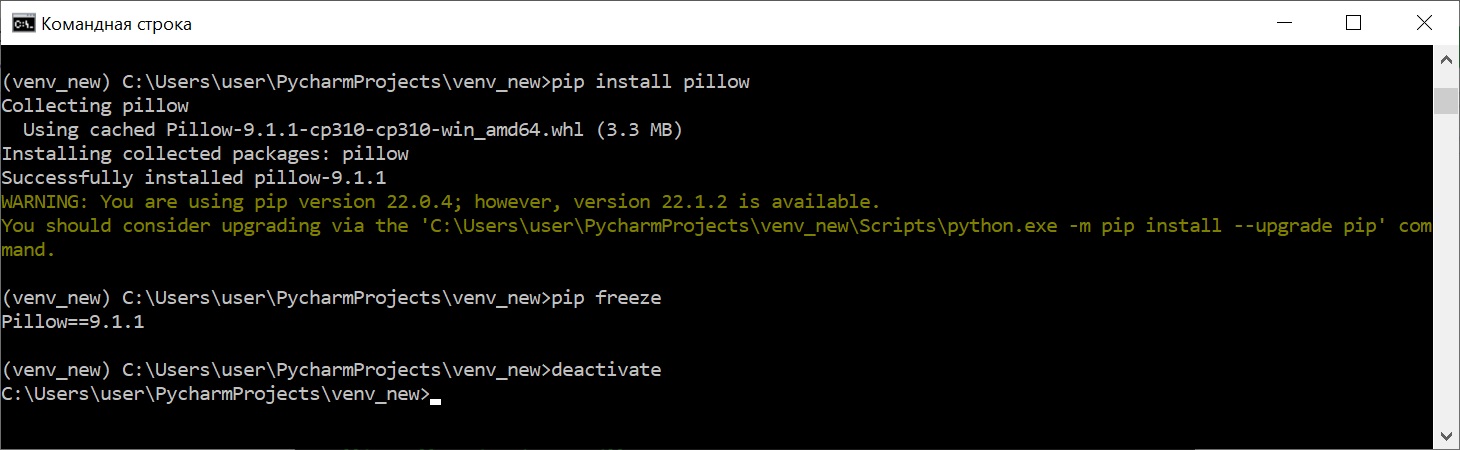 Командная строка
(venv_new) C:\Users\user\PycharmProjects\venv_new>pip install pillow
Collecting pillow
  Using cached Pillow-9.1.1-cp310-cp310-win_amd64.whl (3.3 MB)
Installing collected packages: pillow
Successfully installed pillow-9.1.1
WARNING: You are using pip version 22.0.4; however, version 22.1.2 is available.
You should consider upgrading via the 'C:\Users\user\PycharmProjects\venv_new\Scripts\python.exe -m pip install --upgrade pip' com
mand.
(venv_new) C:\Users\user\PycharmProjects\venv_new>pip freeze
Pillow==9.1.1
(venv_new) C:\Users\user\PycharmProjects\venv_new>deactivate
C:\Users\user\PycharmProjects\venv_new>